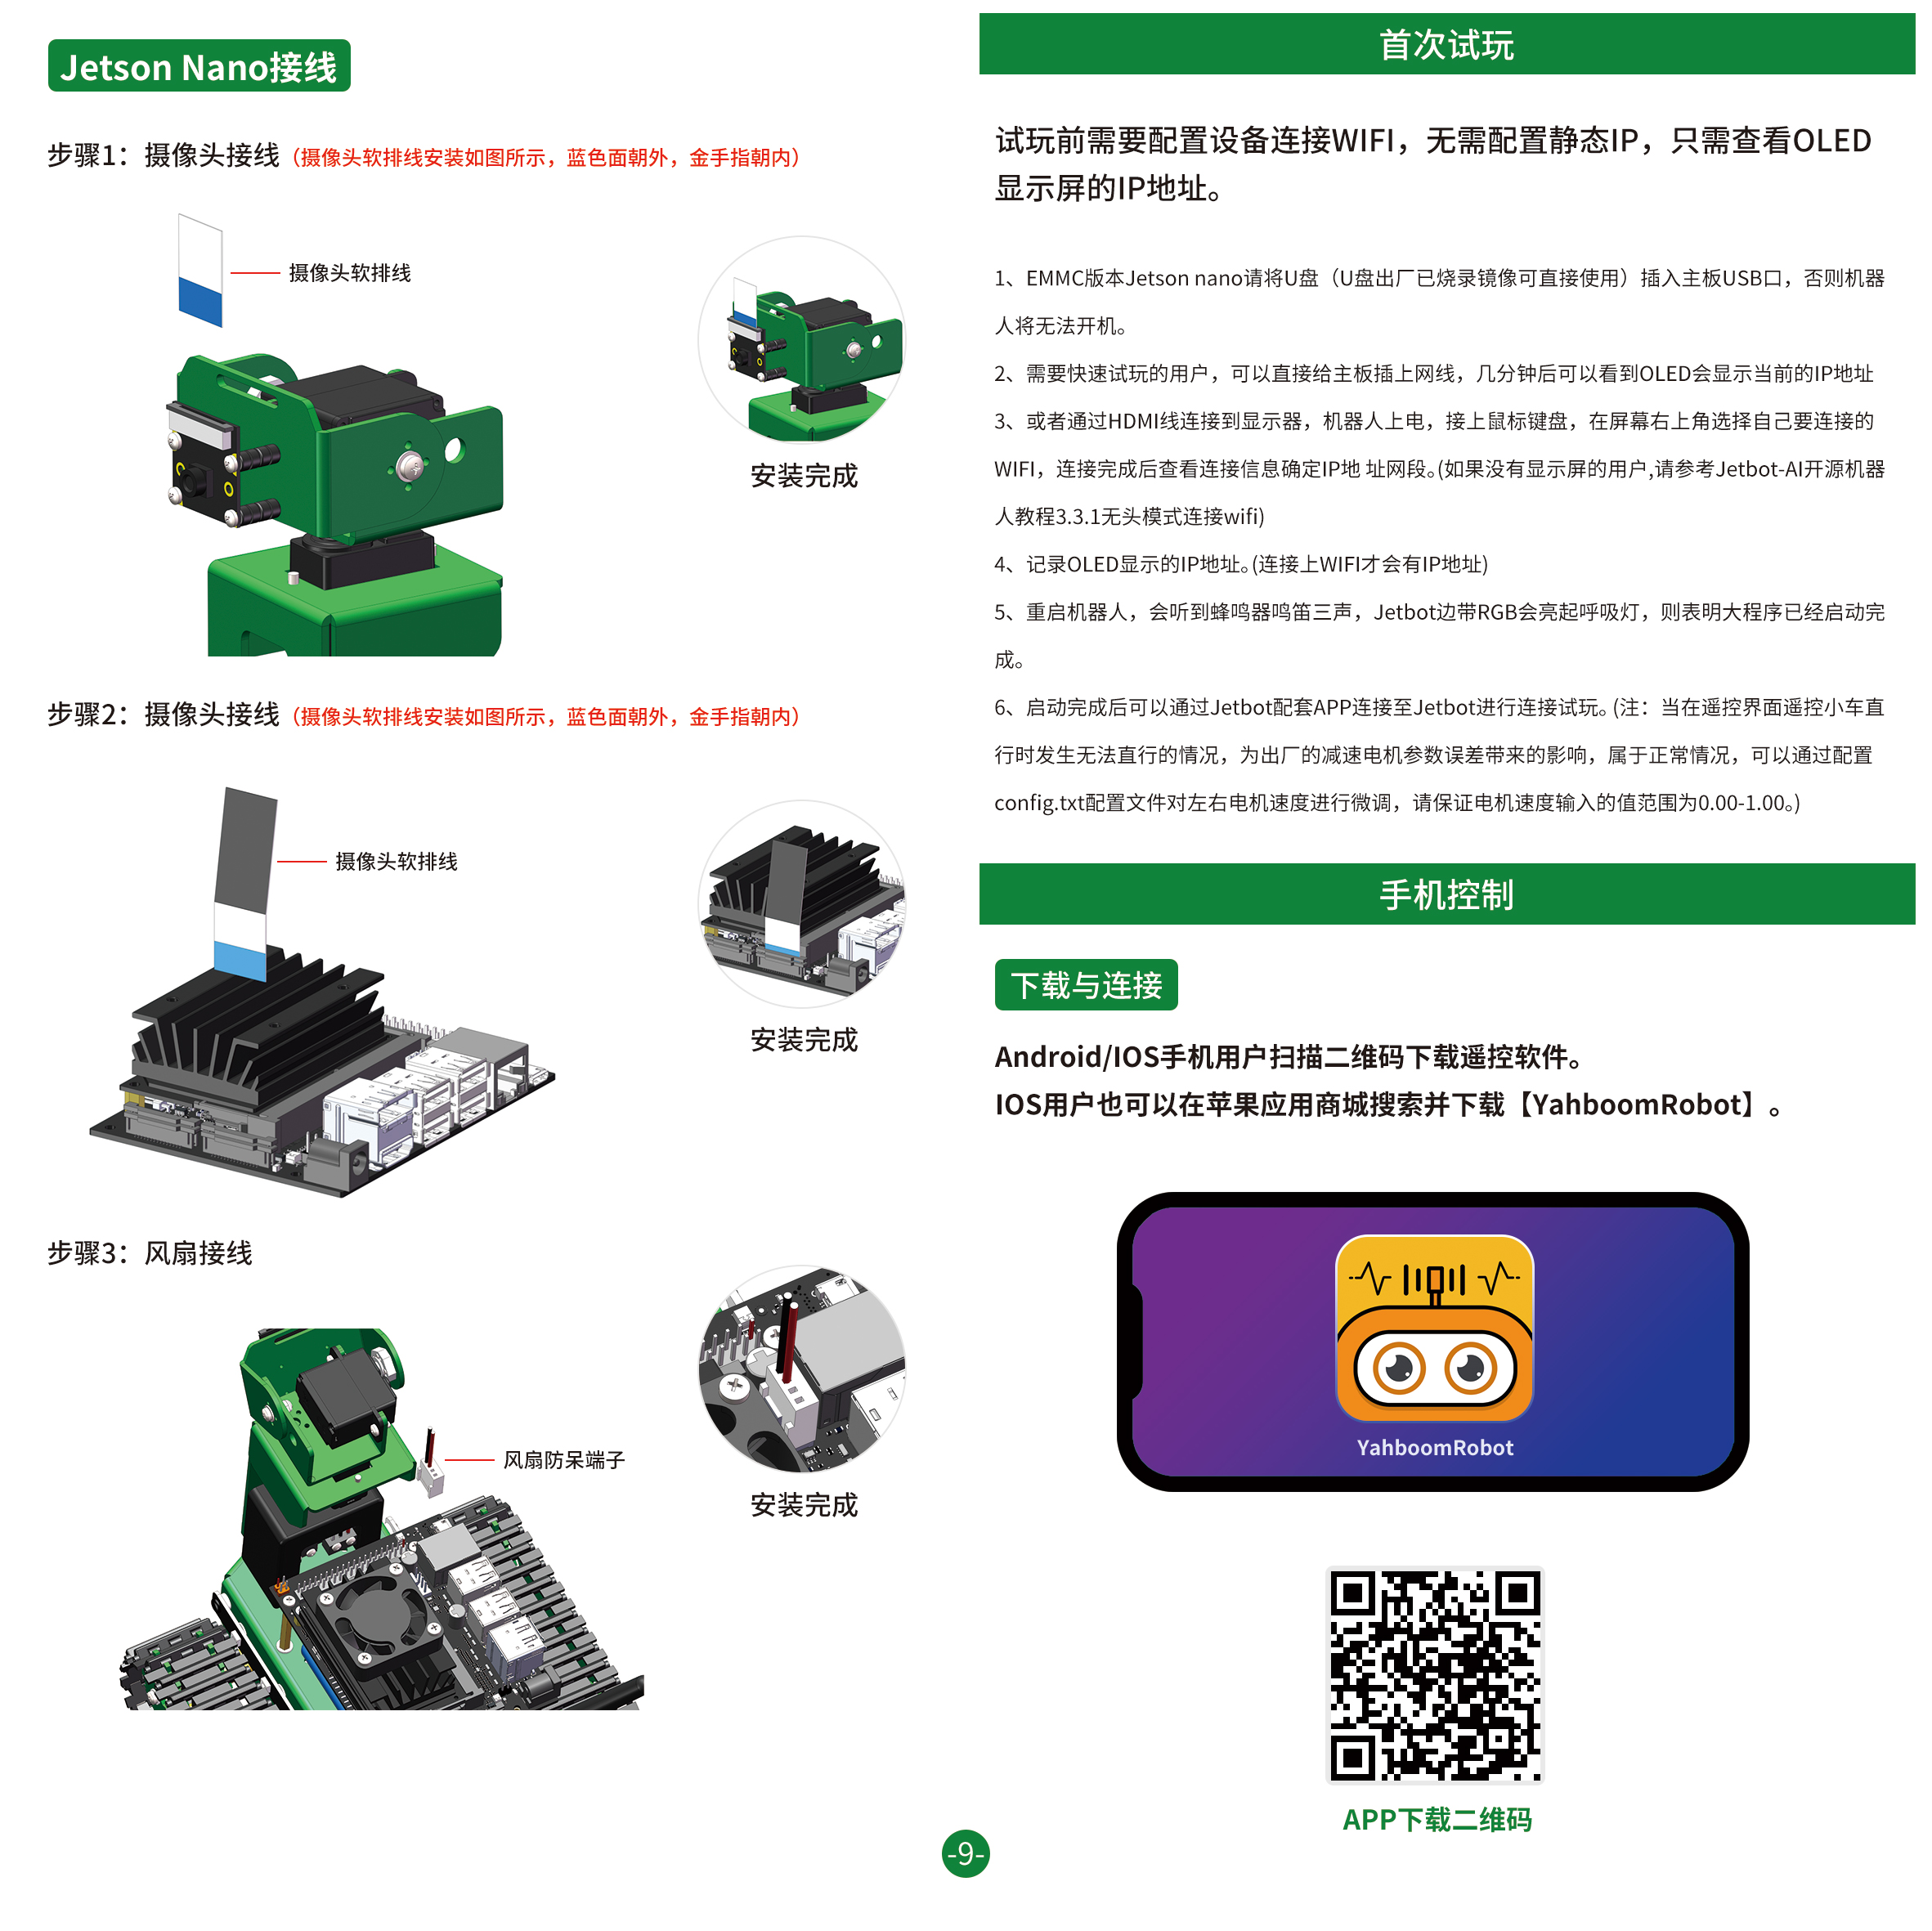 Jetson Nano接线
步骤1：摄像头接线（摄像头软排线安装如图所示，蓝色面朝外，金手指朝内）
摄像头软排线
安装完成
步骤2：摄像头接线（摄像头软排线安装如图所示，蓝色面朝外，金手指朝内）
摄像头软排线
安装完成
步骤3：风扇接线
风扇防呆端子
安装完成
首次试玩
试玩前需要配置设备连接WIFI，无需配置静态IP，只需查看OLED
显示屏的IP地址。
1、EMMC版本Jetson nano请将U盘（U盘出厂已烧录镜像可直接使用）插入主板USB口，否则机器
人将无法开机。
2、需要快速试玩的用户，可以直接给主板插上网线，几分钟后可以看到OLED会显示当前的IP地址
3、或者通过HDMI线连接到显示器，机器人上电，接上鼠标键盘，在屏幕右上角选择自己要连接的
WIFI，连接完成后查看连接信息确定IP地 址网段。(如果没有显示屏的用户,请参考Jetbot-AI开源机器
人教程3.3.1无头模式连接wifi)
4、记录OLED显示的IP地址。(连接上WIFI才会有IP地址)
5、重启机器人，会听到蜂鸣器鸣笛三声，Jetbot边带RGB会亮起呼吸灯，则表明大程序已经启动完
成。
6、启动完成后可以通过Jetbot配套APP连接至Jetbot进行连接试玩。(注：当在遥控界面遥控小车直
行时发生无法直行的情况，为出厂的减速电机参数误差带来的影响，属于正常情况，可以通过配置
config.txt配置文件对左右电机速度进行微调，请保证电机速度输入的值范围为0.00-1.00。)
手机控制
下载与连接
Android/IOS手机用户扫描二维码下载遥控软件。
IOS用户也可以在苹果应用商城搜索并下载【YahboomRobot】。
YahboomRobot
APP下载二维码
-9-